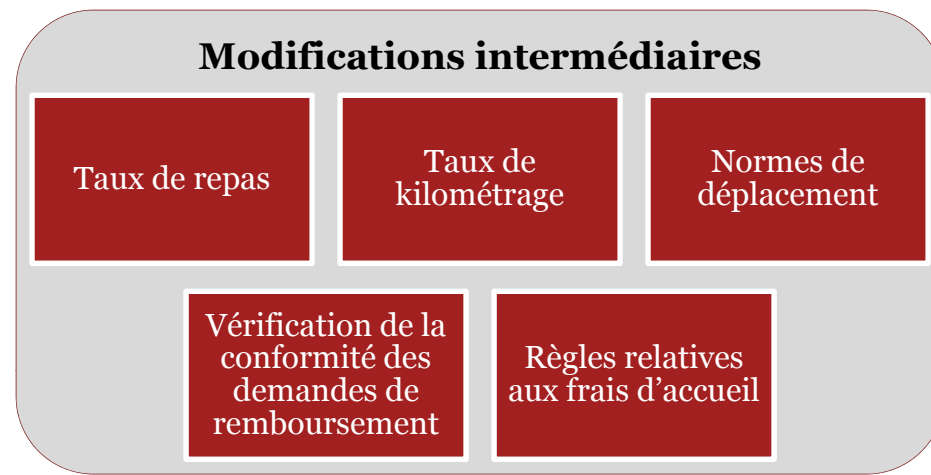 Modifications intermédiaires
Taux de repas
Taux de
kilométrage
Normes de
déplacement
Vérification de la
conformité des
demandes de
remboursement
Règles relatives
aux frais d’accueil